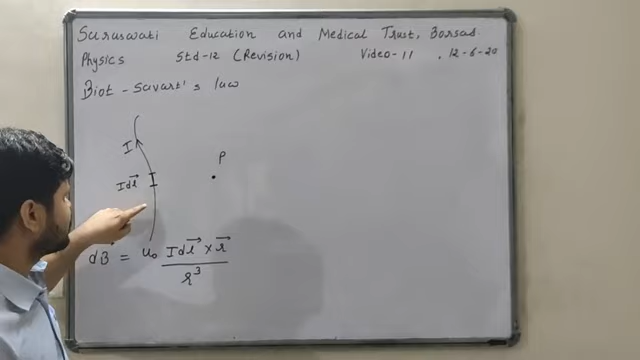 Saraswati Education and Medical Trust, Borsad.
Physics Std-12 (Revision) Video-11 . 12-6-20
Biot-Savart's law
I
P
Idl⃗
dB = μ₀ Idl⃗ × r⃗ / r³